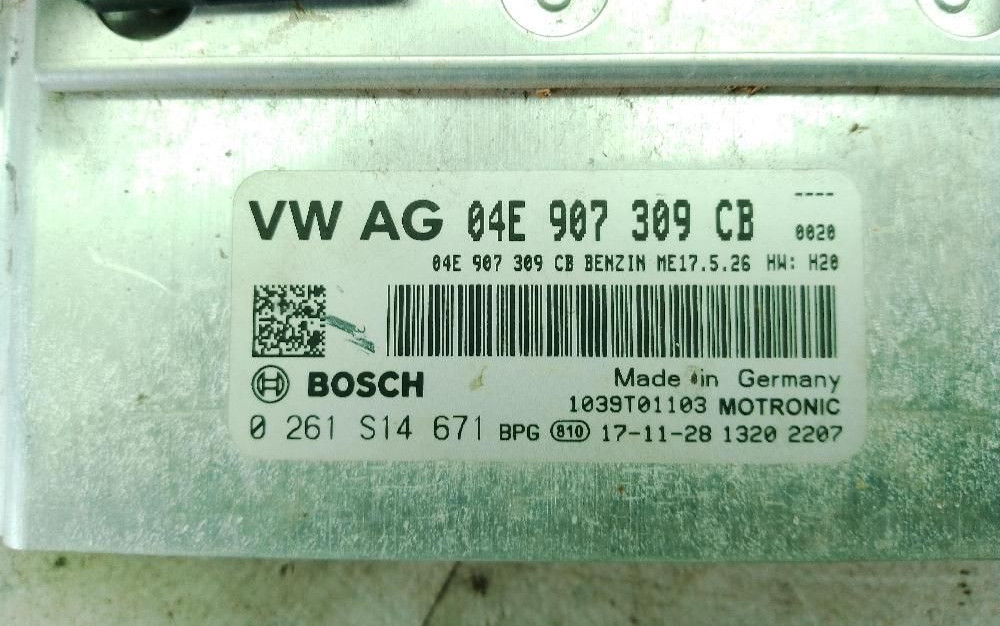 VW AG 04E 907 309 CB ----
0020
04E 907 309 CB BENZIN ME17.5.26 HW: H20
BOSCH
Made in Germany
1039T01103 MOTRONIC
0 261 S14 671 BPG 810 17-11-28 1320 2207